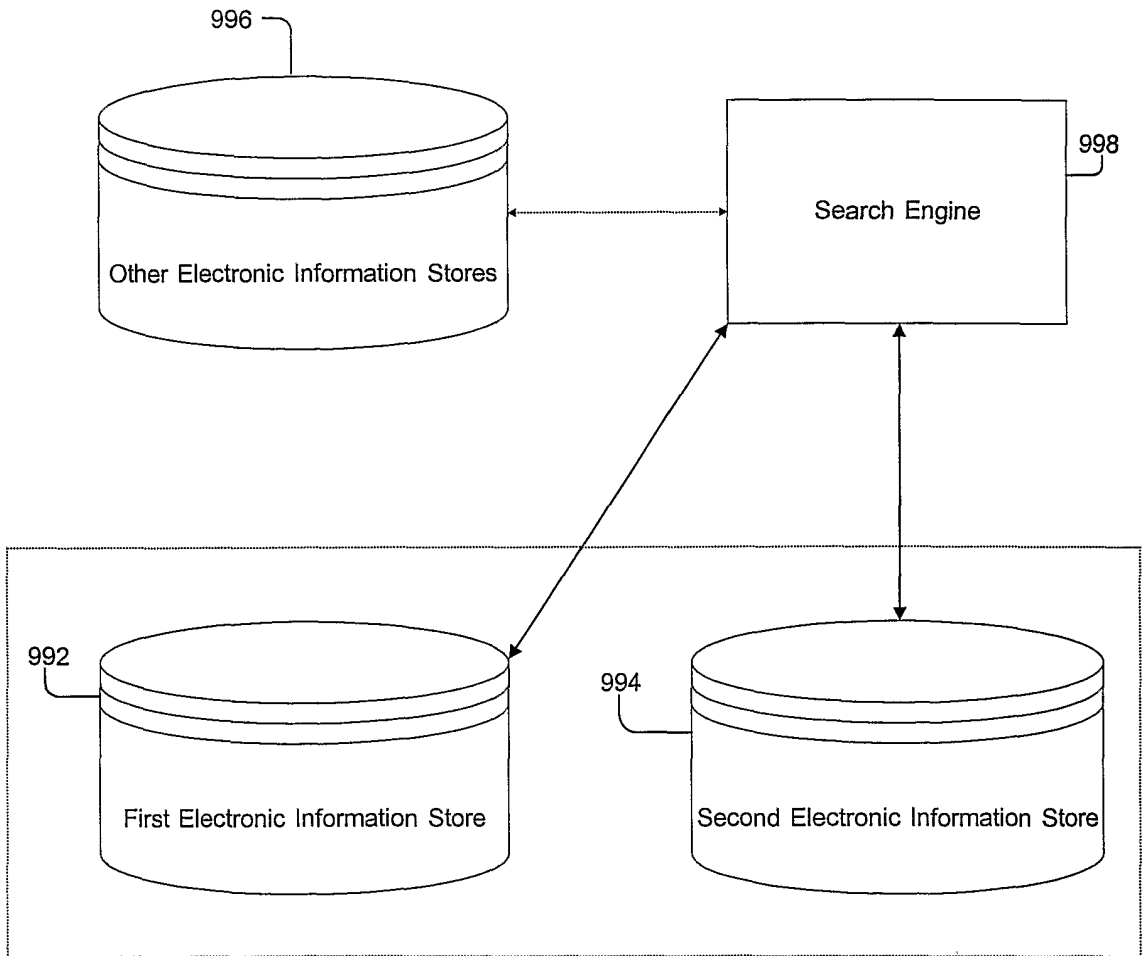 996
998
Search Engine
Other Electronic Information Stores
992
994
First Electronic Information Store
Second Electronic Information Store